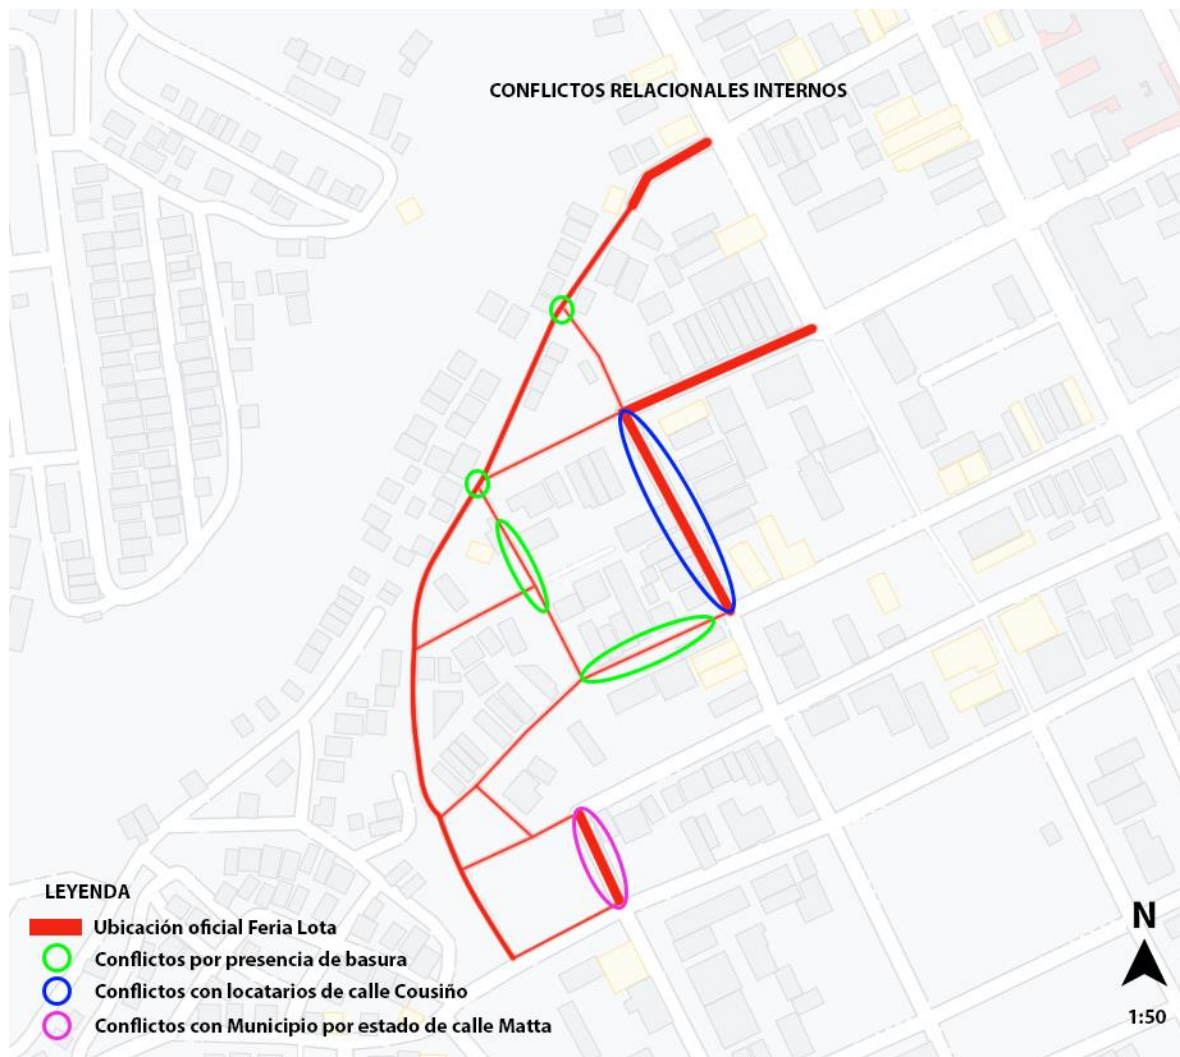 CONFLICTOS RELACIONALES INTERNOS
LEYENDA
Ubicación oficial Feria Lota
Conflictos por presencia de basura
Conflictos con locatarios de calle Cousiño
Conflictos con Municipio por estado de calle Matta
N
1:50